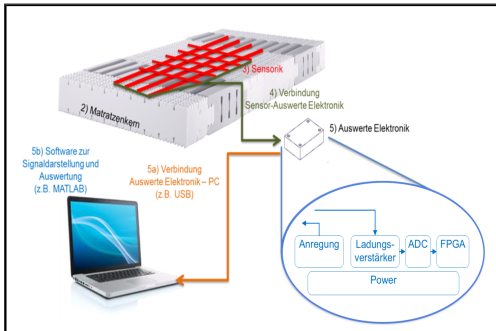 3) Sensorik
4) Verbindung
Sensor-Auswerte Elektronik
2) Matratzenkern
5) Auswerte Elektronik
5b) Software zur
Signaldarstellung und
Auswertung
(z.B. MATLAB)
5a) Verbindung
Auswerte Elektronik – PC
(z.B. USB)
Anregung
Ladungs-
verstärker
ADC
FPGA
Power